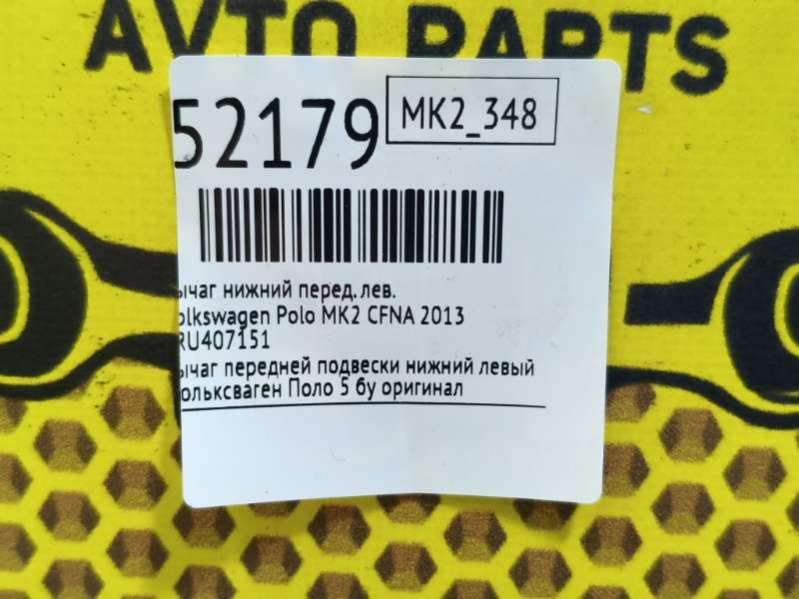 AVTO PARTS
52179
MK2_348
ычаг нижний перед. лев.
olkswagen Polo MK2 CFNA 2013
RU407151
ычаг передней подвески нижний левый
ольксваген Поло 5 бу оригинал